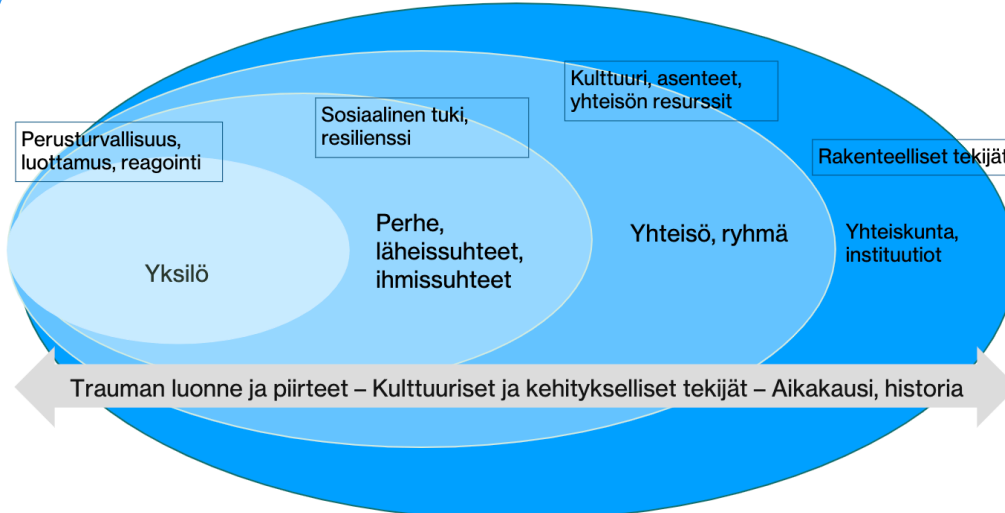 Perusturvallisuus,
luottamus, reagointi
Sosiaalinen tuki,
resilienssi
Kulttuuri, asenteet,
yhteisön resurssit
Rakenteelliset tekijät
Yksilö
Perhe,
läheissuhteet,
ihmissuhteet
Yhteisö, ryhmä
Yhteiskunta,
instituutiot
Trauman luonne ja piirteet – Kulttuuriset ja kehitykselliset tekijät – Aikakausi, historia